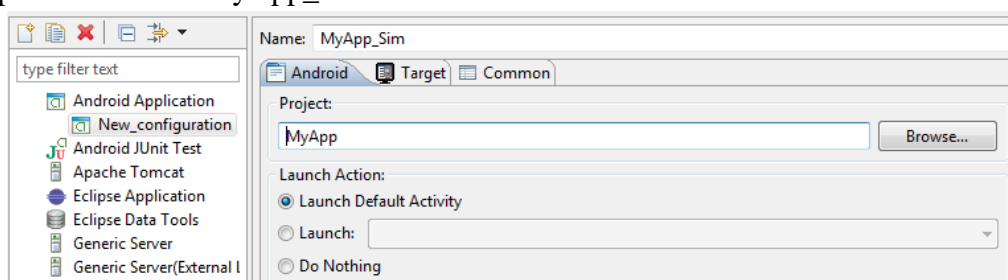 Name: MyApp_Sim
type filter text
Android Application
New_configuration
Android JUnit Test
Apache Tomcat
Eclipse Application
Eclipse Data Tools
Generic Server
Generic Server(External L
Android Target Common
Project:
MyApp
Browse...
Launch Action:
Launch Default Activity
Launch:
Do Nothing